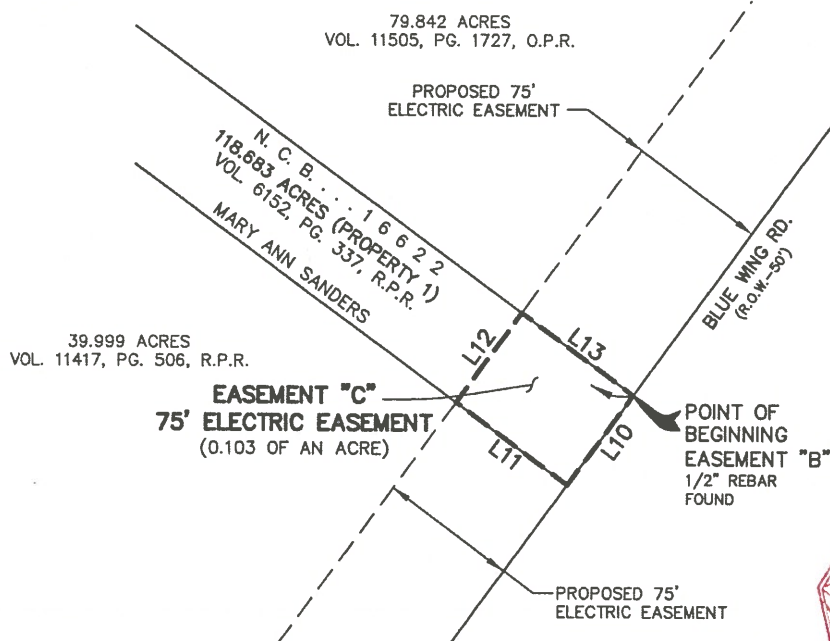 79.842 ACRES
VOL. 11505, PG. 1727, O.P.R.
PROPOSED 75'
ELECTRIC EASEMENT
N. C. B. . . 1 6 6 2 2
118.683 ACRES (PROPERTY 1)
VOL. 6152, PG. 337, R.P.R.
MARY ANN SANDERS
BLUE WING RD.
(R.O.W.-50')
39.999 ACRES
VOL. 11417, PG. 506, R.P.R.
L12
L13
EASEMENT "C"
75' ELECTRIC EASEMENT
(0.103 OF AN ACRE)
L11
L10
POINT OF
BEGINNING
EASEMENT "B"
1/2" REBAR
FOUND
PROPOSED 75'
ELECTRIC EASEMENT